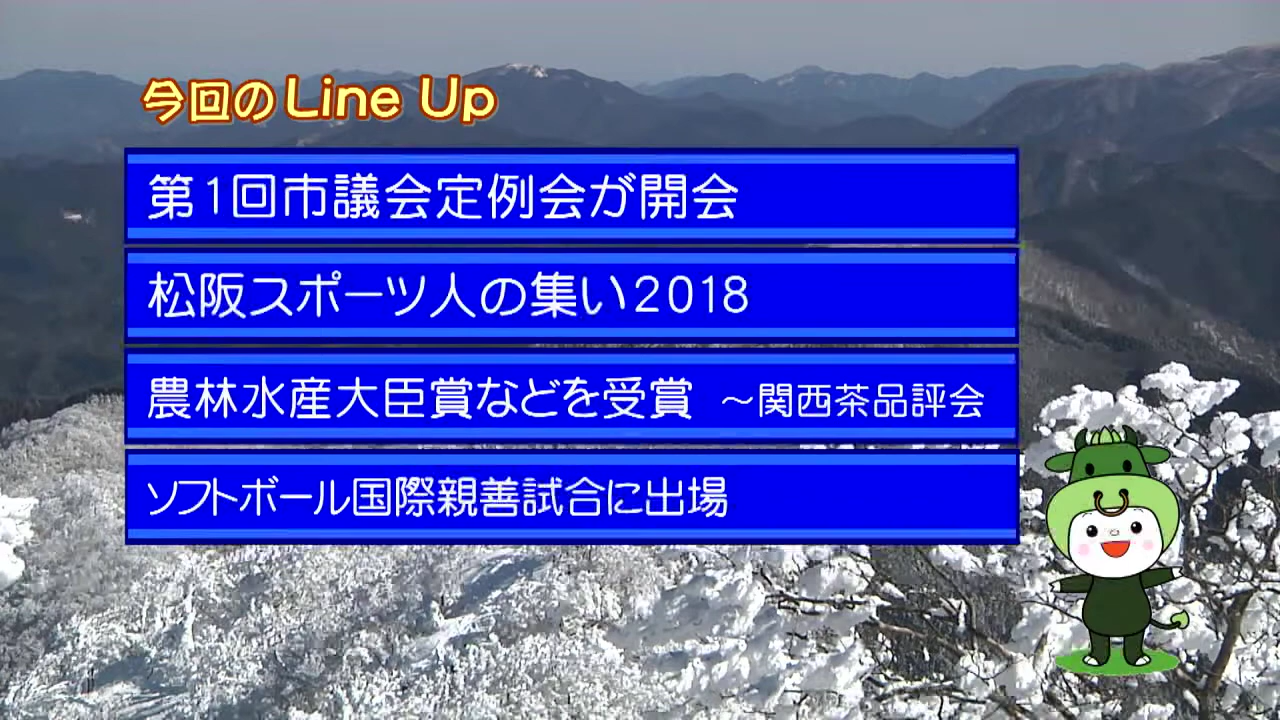 今回のLine Up
第1回市議会定例会が開会
松阪スポーツ人の集い2018
農林水産大臣賞などを受賞 ～関西茶品評会
ソフトボール国際親善試合に出場